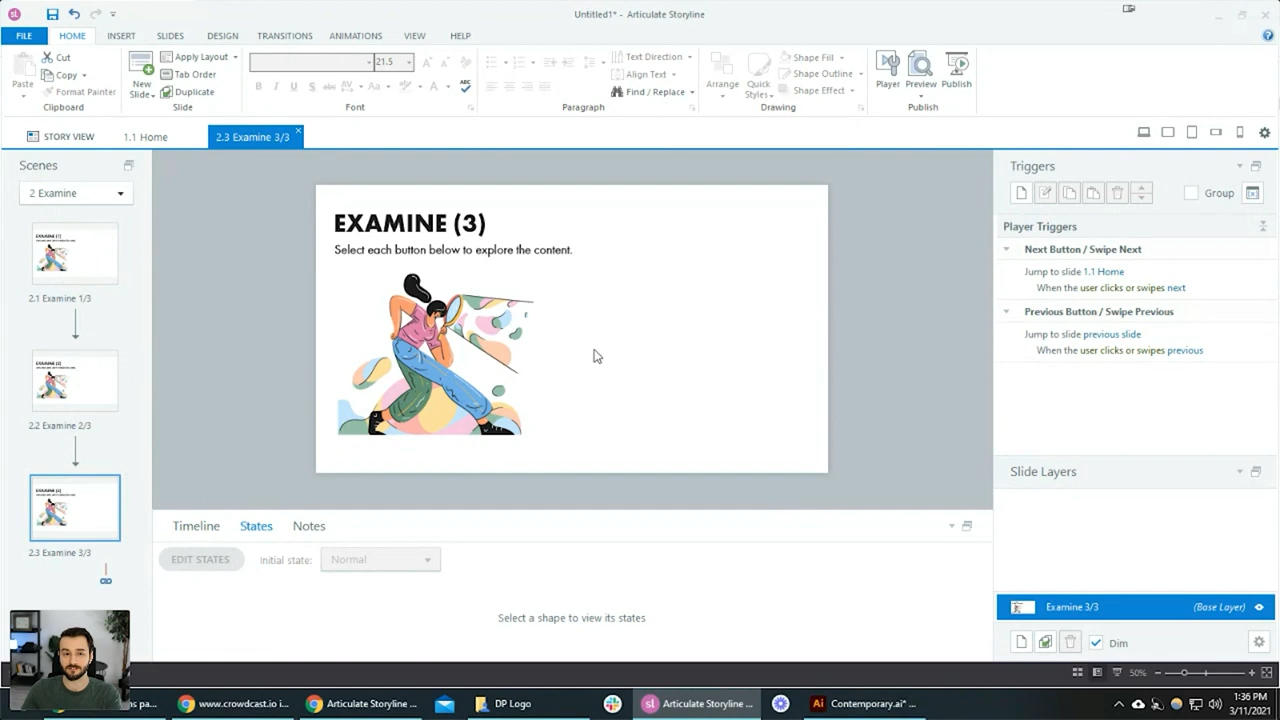 Untitled1* - Articulate Storyline
FILE HOME INSERT SLIDES DESIGN TRANSITIONS ANIMATIONS VIEW HELP
Paste
Cut
Copy
Format Painter
Clipboard
New Slide
Apply Layout
Tab Order
Duplicate
Slide
21.5
B I U S AV Aa A ABC
Font
Text Direction
Align Text
Find / Replace
Paragraph
Arrange
Quick Styles
Shape Fill
Shape Outline
Shape Effect
Drawing
Player Preview Publish
Publish
STORY VIEW 1.1 Home 2.3 Examine 3/3
Scenes
2 Examine
2.1 Examine 1/3
2.2 Examine 2/3
2.3 Examine 3/3
EXAMINE (3)
Select each button below to explore the content.
Timeline States Notes
EDIT STATES Initial state: Normal
Select a shape to view its states
Triggers
Group
Player Triggers
Next Button / Swipe Next
Jump to slide 1.1 Home
When the user clicks or swipes next
Previous Button / Swipe Previous
Jump to slide previous slide
When the user clicks or swipes previous
Slide Layers
Examine 3/3 (Base Layer)
Dim
50%
www.crowdcast.io i... Articulate Storyline ... DP Logo Articulate Storyline ... Contemporary.ai* ...
1:36 PM
3/11/2021